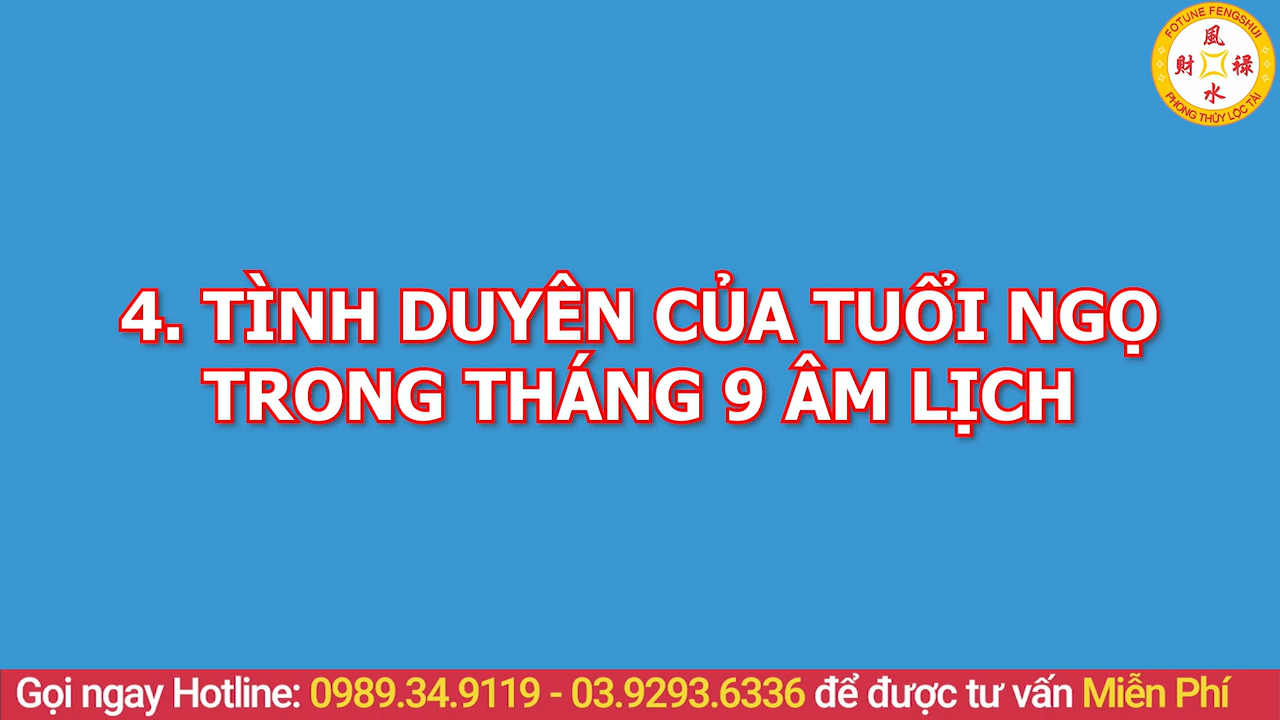 FOTUNE FENGSHUI
風
財 禄
水
PHONG THỦY LỘC TÀI
4. TÌNH DUYÊN CỦA TUỔI NGỌ
TRONG THÁNG 9 ÂM LỊCH
Gọi ngay Hotline: 0989.34.9119 - 03.9293.6336 để được tư vấn Miễn Phí